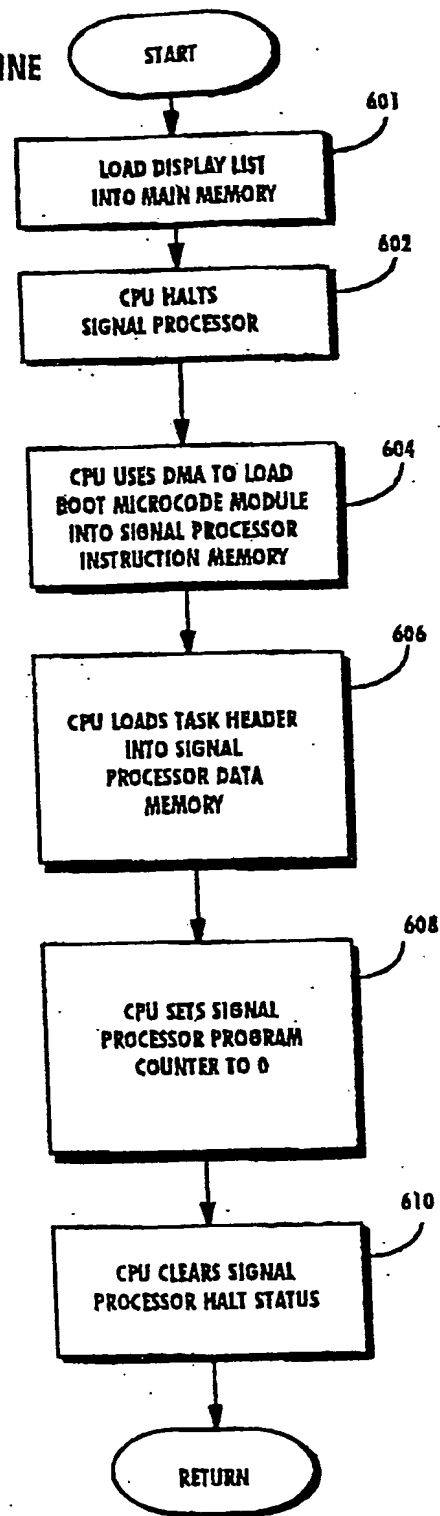 INE
START
601
LOAD DISPLAY LIST
INTO MAIN MEMORY
602
CPU HALTS
SIGNAL PROCESSOR
604
CPU USES DMA TO LOAD
BOOT MICROCODE MODULE
INTO SIGNAL PROCESSOR
INSTRUCTION MEMORY
606
CPU LOADS TASK HEADER
INTO SIGNAL
PROCESSOR DATA
MEMORY
608
CPU SETS SIGNAL
PROCESSOR PROGRAM
COUNTER TO 0
610
CPU CLEARS SIGNAL
PROCESSOR HALT STATUS
RETURN